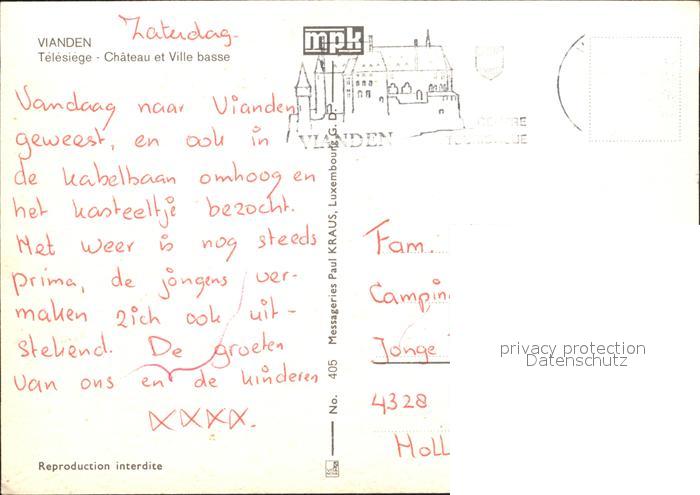 VIANDEN
Télésiege - Château et Ville basse
Zaterdag.
Vandaag naar Vianden
geweest, en ook in
de kabelbaan omhoog en
het kasteeltje bezocht.
Het weer is nog steeds
prima, de jongens ver-
maken zich ook uit-
stekend. De groeten
van ons en de kinderen
XXXX.
Reproduction interdite
mpk
VIANDEN
No. 405 Messageries Paul KRAUS, Luxembourg G. D.
Fam.
Jonge
4328
privacy protection
Datenschutz